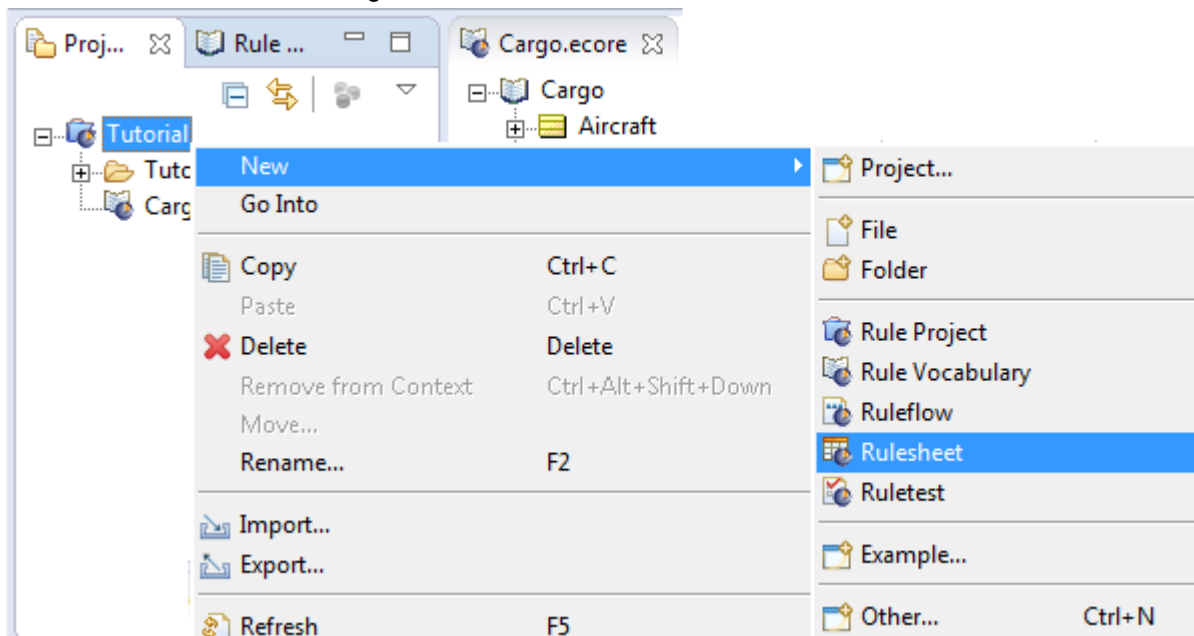 Proj...
Rule ...
Cargo.ecore
Cargo
Aircraft
Tutorial
Tutc
Carg
New
Go Into
Copy Ctrl+C
Paste Ctrl+V
Delete Delete
Remove from Context Ctrl+Alt+Shift+Down
Move...
Rename... F2
Import...
Export...
Refresh F5
Project...
File
Folder
Rule Project
Rule Vocabulary
Ruleflow
Rulesheet
Ruletest
Example...
Other... Ctrl+N